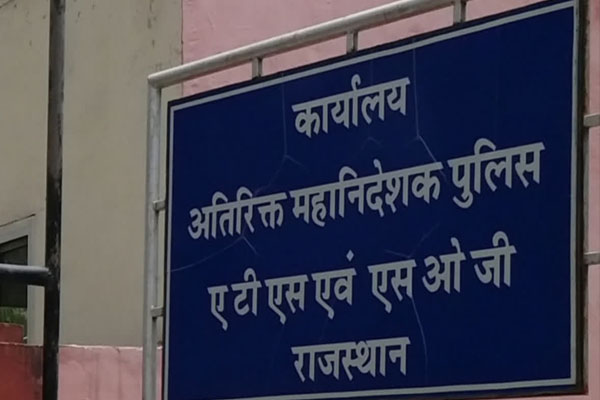 कार्यालय
अतिरिक्त महानिदेशक पुलिस
ए टी एस एवं एस ओ जी
राजस्थान